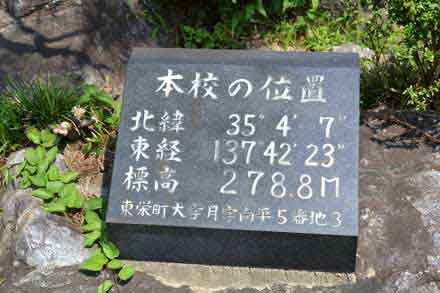 本校の位置
北緯 35° 4′ 7″
東経 137°42′23″
標高 278.8M
東栄町大字月字南平5番地3